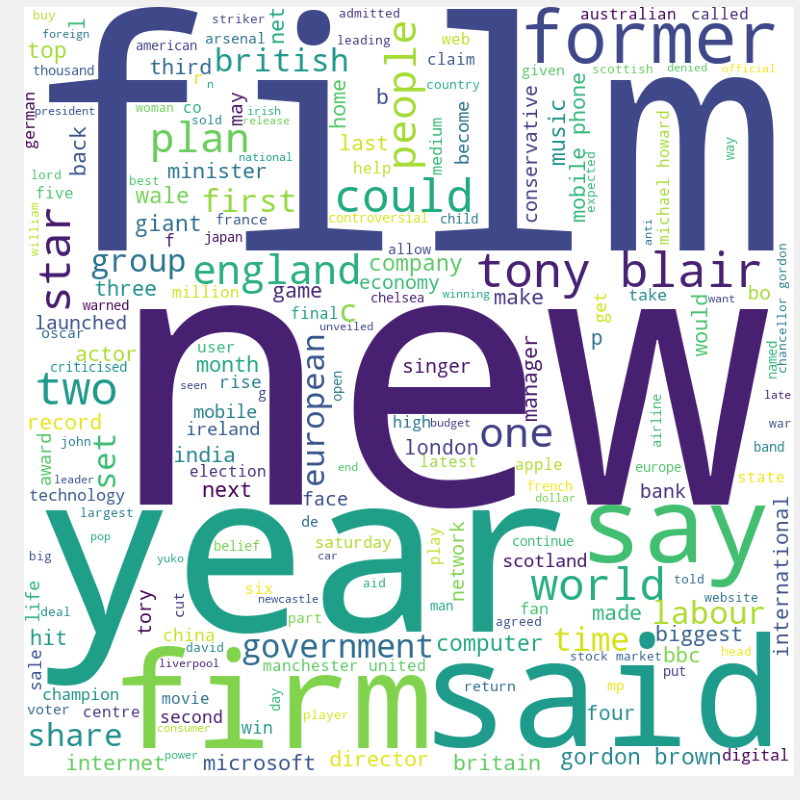 striker admitted australian called
buy l american arsenal net leading web former
foreign top third british people claim given scottish denied official
thousand r n b country
film
president woman co sold irish release may home medium become conservative music mobile phone expected michael howard way
german back plan national last
lord minister help
five best wale first could controversial child anti
william star giant france
f japan allow
group england company tony blair
three million game economy chelsea winning make get take would bo want chancellor gordon
launched warned final c unveiled p named
oscar
new
actor user month european singer manager
criticised seen rise g open
two mobile high budget one late
record ireland london airline war
john set india latest apple europe band
award leader election end french state
technology next face dollar bank
year
largest de say
pop belief saturday play network continue
big yuko car scotland told international
life deal tory cut six aid man world website
newcastle part fan made labour
hit china david agreed time biggest
government computer
sale liverpool manchester united stock market bbc head
firm said
champion movie day return mp put
voter centre second player win four
share consumer
internet power microsoft director britain gordon brown digital